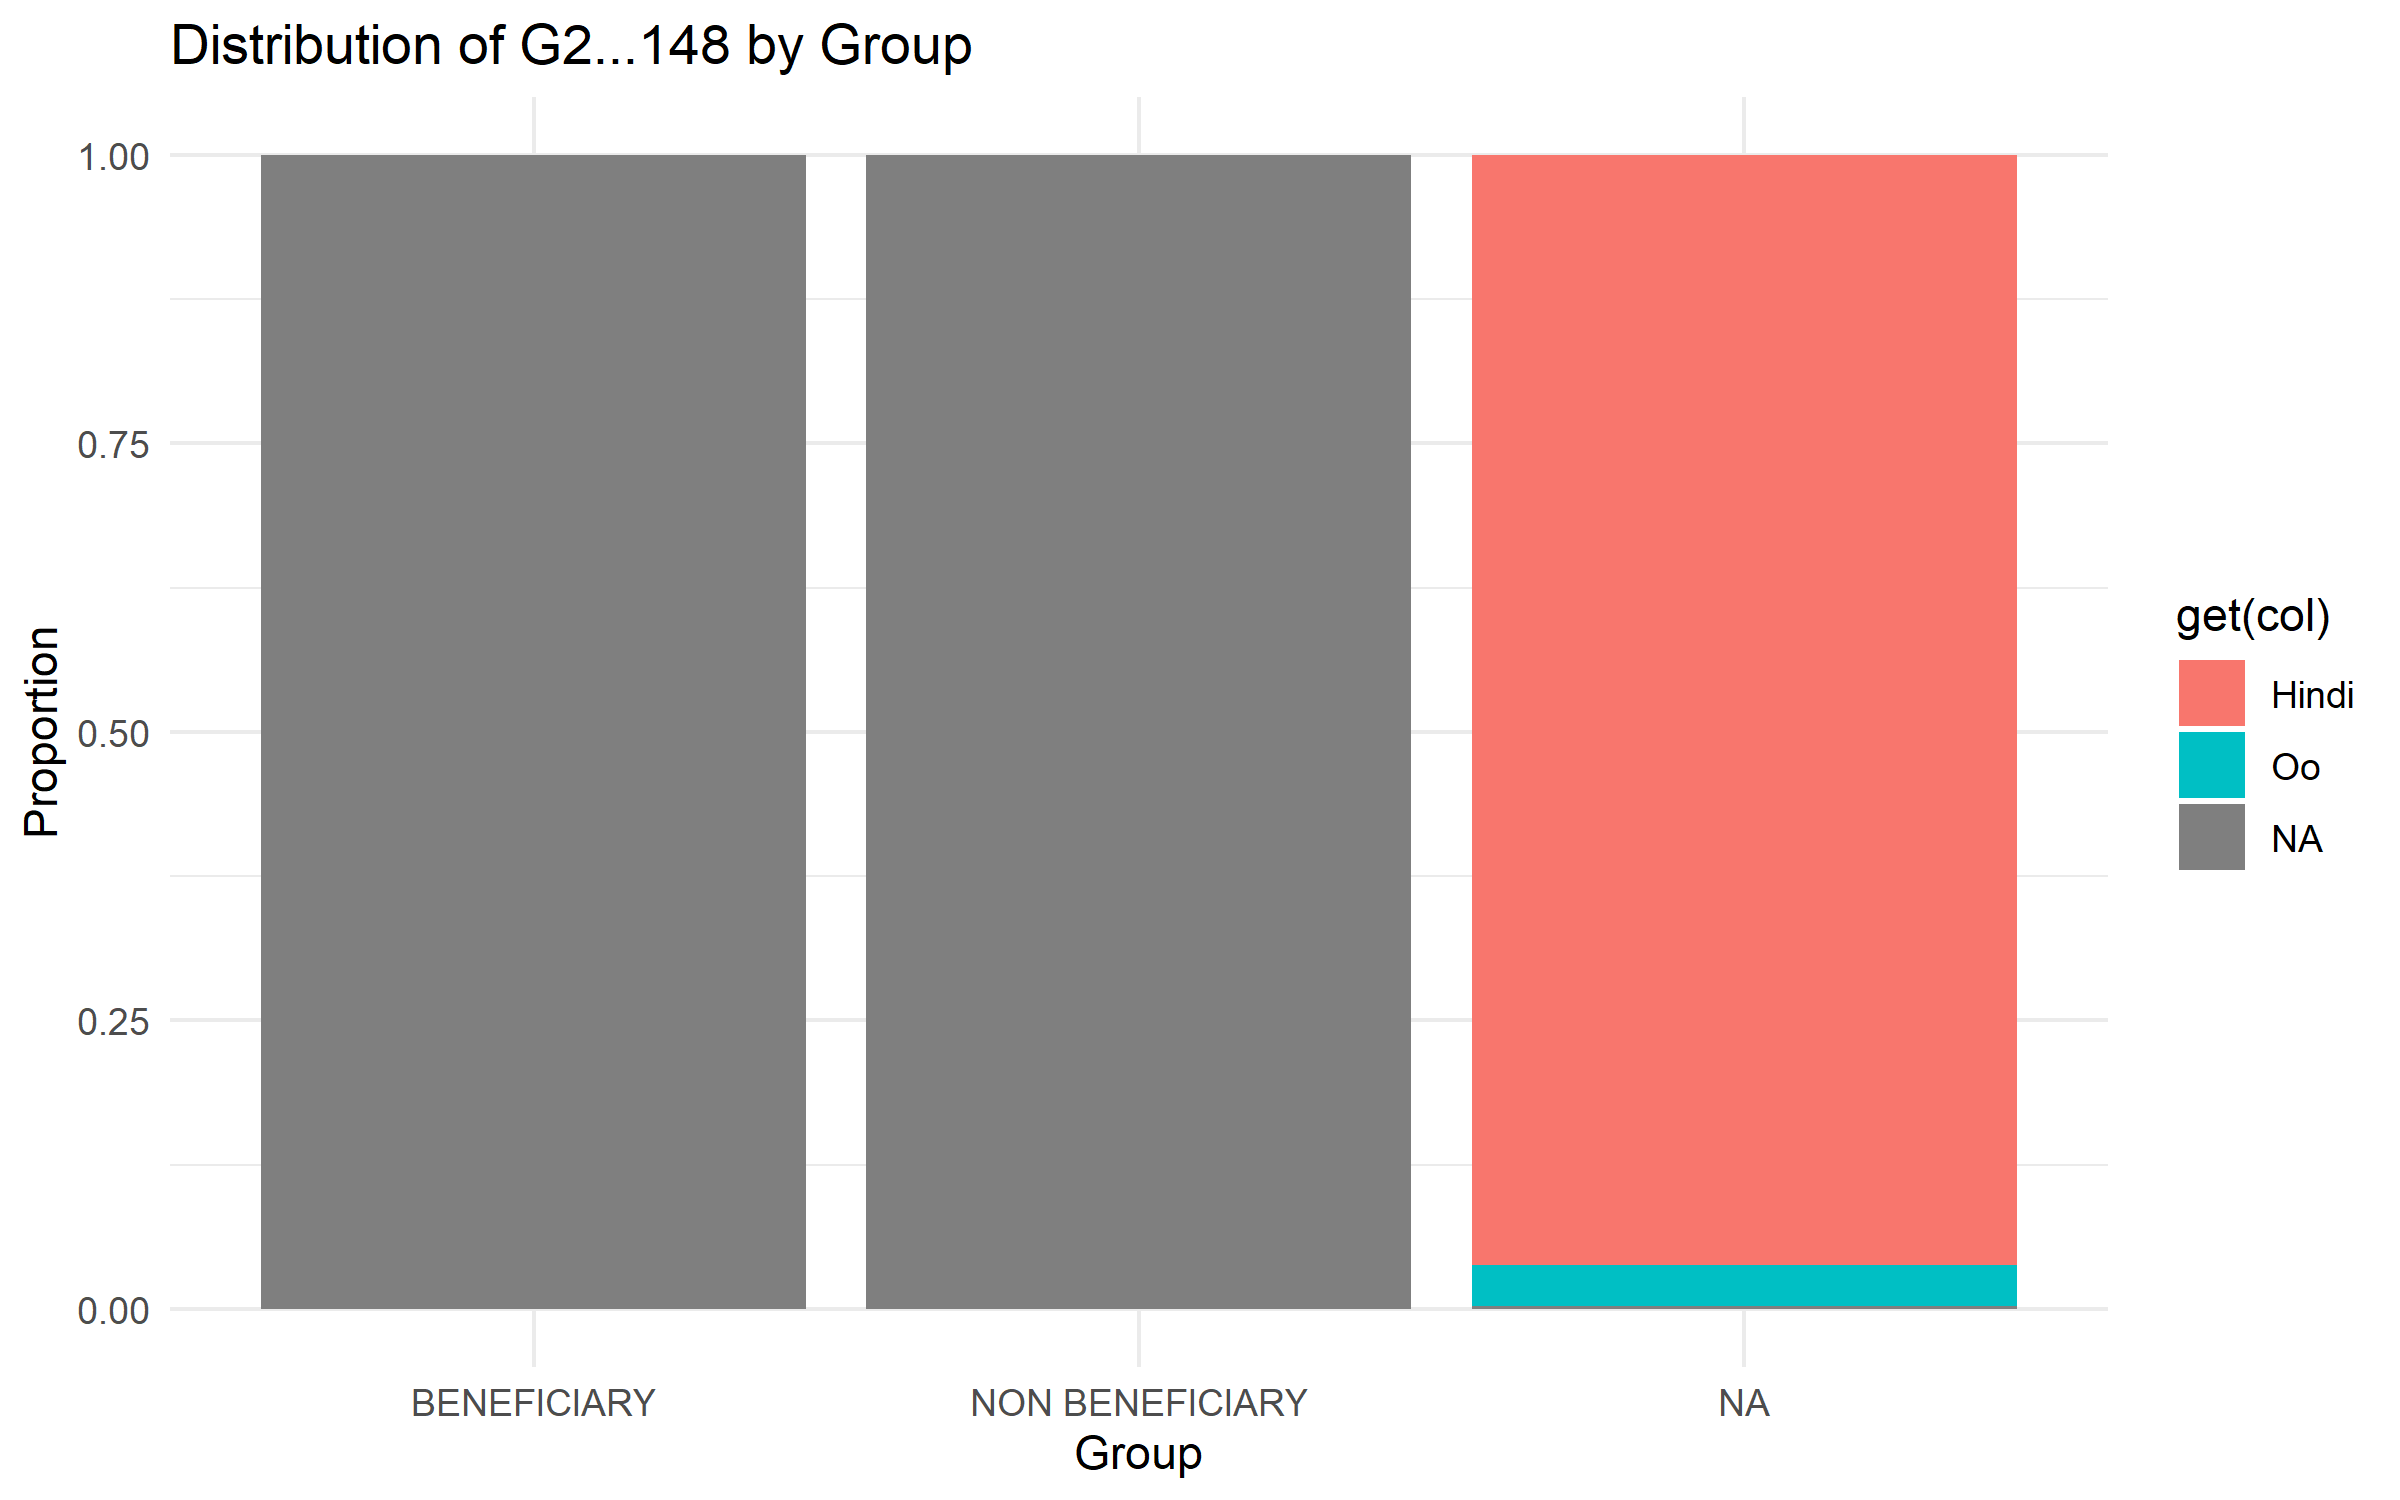 Distribution of G2...148 by Group
Proportion
1.00
0.75
0.50
0.25
0.00
BENEFICIARY
NON BENEFICIARY
NA
Group
get(col)
Hindi
Oo
NA